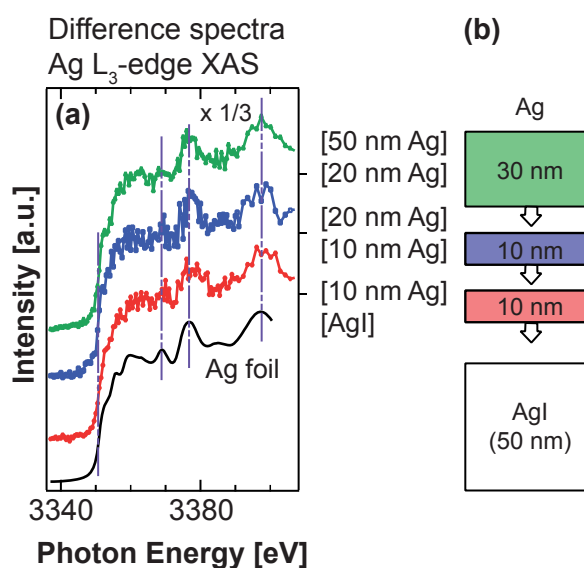 Difference spectra
Ag L₃-edge XAS
(a)
x 1/3
Ag foil
Intensity [a.u.]
3340
3380
Photon Energy [eV]
[50 nm Ag]
[20 nm Ag]
[20 nm Ag]
[10 nm Ag]
[10 nm Ag]
[AgI]
(b)
Ag
30 nm
10 nm
10 nm
AgI
(50 nm)